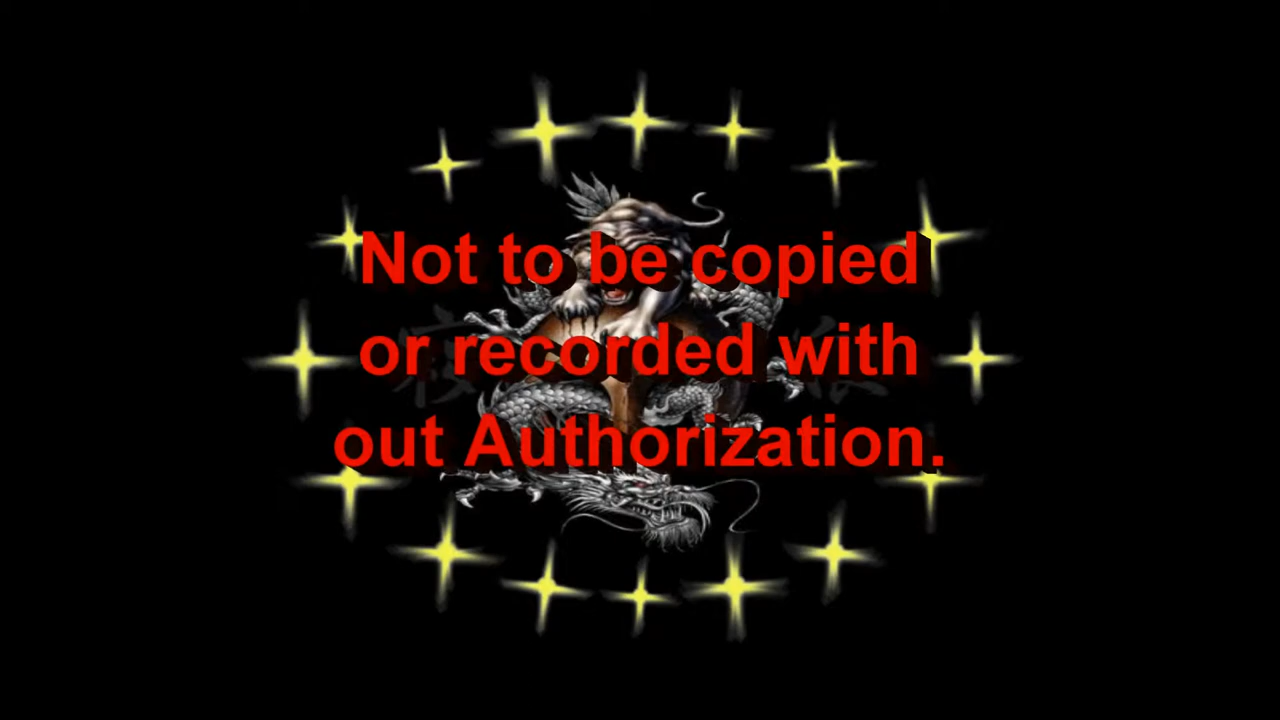 Not to be copied
or recorded with
out Authorization.